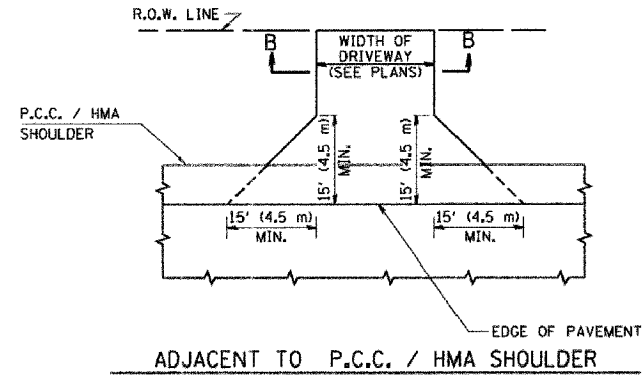 R.O.W. LINE
B
WIDTH OF
DRIVEWAY
(SEE PLANS)
B
P.C.C. / HMA
SHOULDER
15' (4.5 m)
MIN.
15' (4.5 m)
MIN.
15' (4.5 m)
MIN.
15' (4.5 m)
MIN.
EDGE OF PAVEMENT
ADJACENT TO P.C.C. / HMA SHOULDER